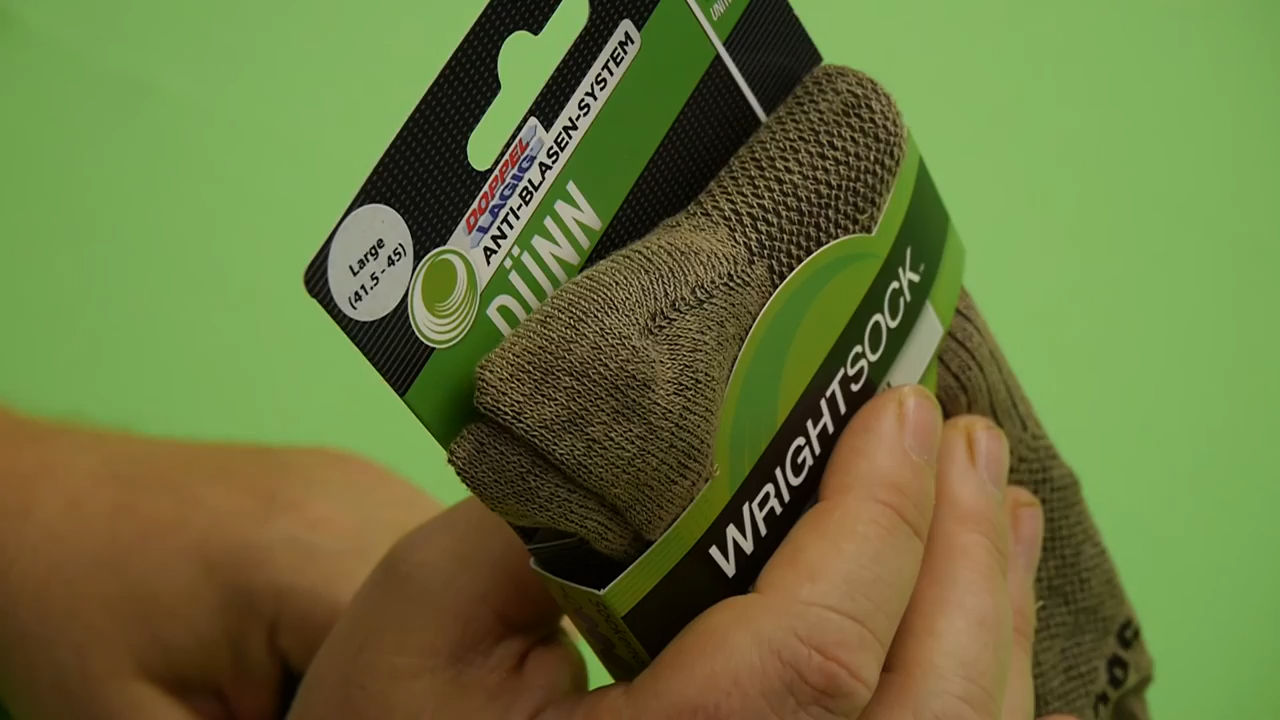 Large
(41.5 - 45)
DOPPEL
LAGIG
ANTI-BLASEN-SYSTEM
DÜNN
WRIGHTSOCK